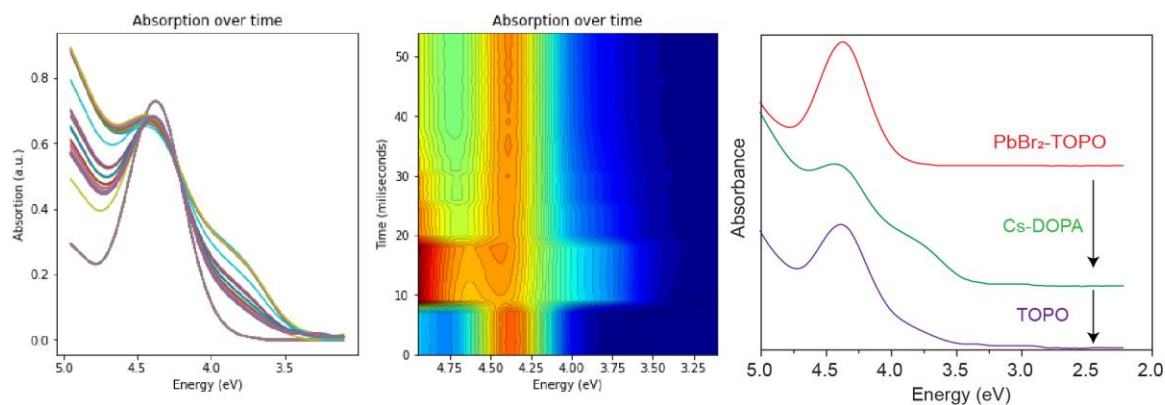 Absorption over time
Absortion (a.u.)
0.8
0.6
0.4
0.2
0.0
5.0 4.5 4.0 3.5
Energy (eV)
Absorption over time
Time (miliseconds)
50
40
30
20
10
0
4.75 4.50 4.25 4.00 3.75 3.50 3.25
Energy (eV)
Absorbance
PbBr₂-TOPO
Cs-DOPA
TOPO
5.0 4.5 4.0 3.5 3.0 2.5 2.0
Energy (eV)